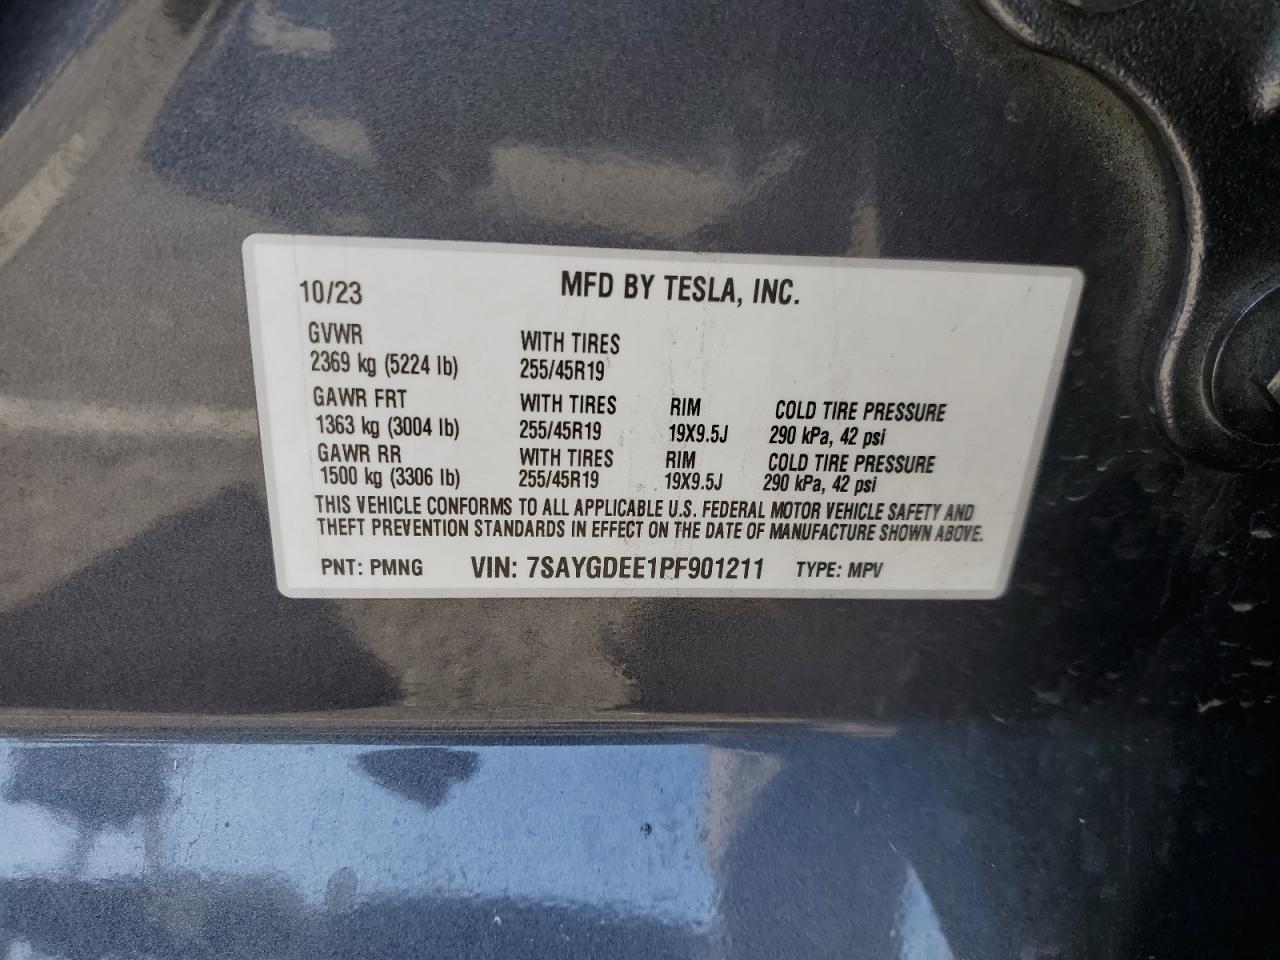 10/23 MFD BY TESLA, INC.
GVWR WITH TIRES
2369 kg (5224 lb) 255/45R19
GAWR FRT WITH TIRES RIM COLD TIRE PRESSURE
1363 kg (3004 lb) 255/45R19 19X9.5J 290 kPa, 42 psi
GAWR RR WITH TIRES RIM COLD TIRE PRESSURE
1500 kg (3306 lb) 255/45R19 19X9.5J 290 kPa, 42 psi
THIS VEHICLE CONFORMS TO ALL APPLICABLE U.S. FEDERAL MOTOR VEHICLE SAFETY AND
THEFT PREVENTION STANDARDS IN EFFECT ON THE DATE OF MANUFACTURE SHOWN ABOVE.
PNT: PMNG VIN: 7SAYGDEE1PF901211 TYPE: MPV